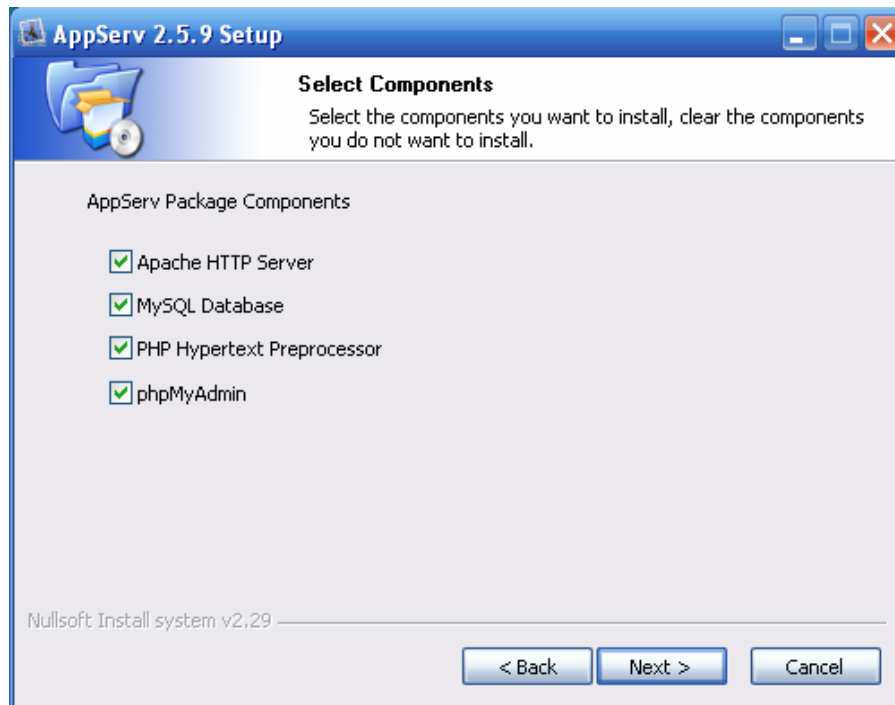 AppServ 2.5.9 Setup
Select Components
Select the components you want to install, clear the components
you do not want to install.
AppServ Package Components
Apache HTTP Server
MySQL Database
PHP Hypertext Preprocessor
phpMyAdmin
Nullsoft Install system v2.29
< Back
Next >
Cancel